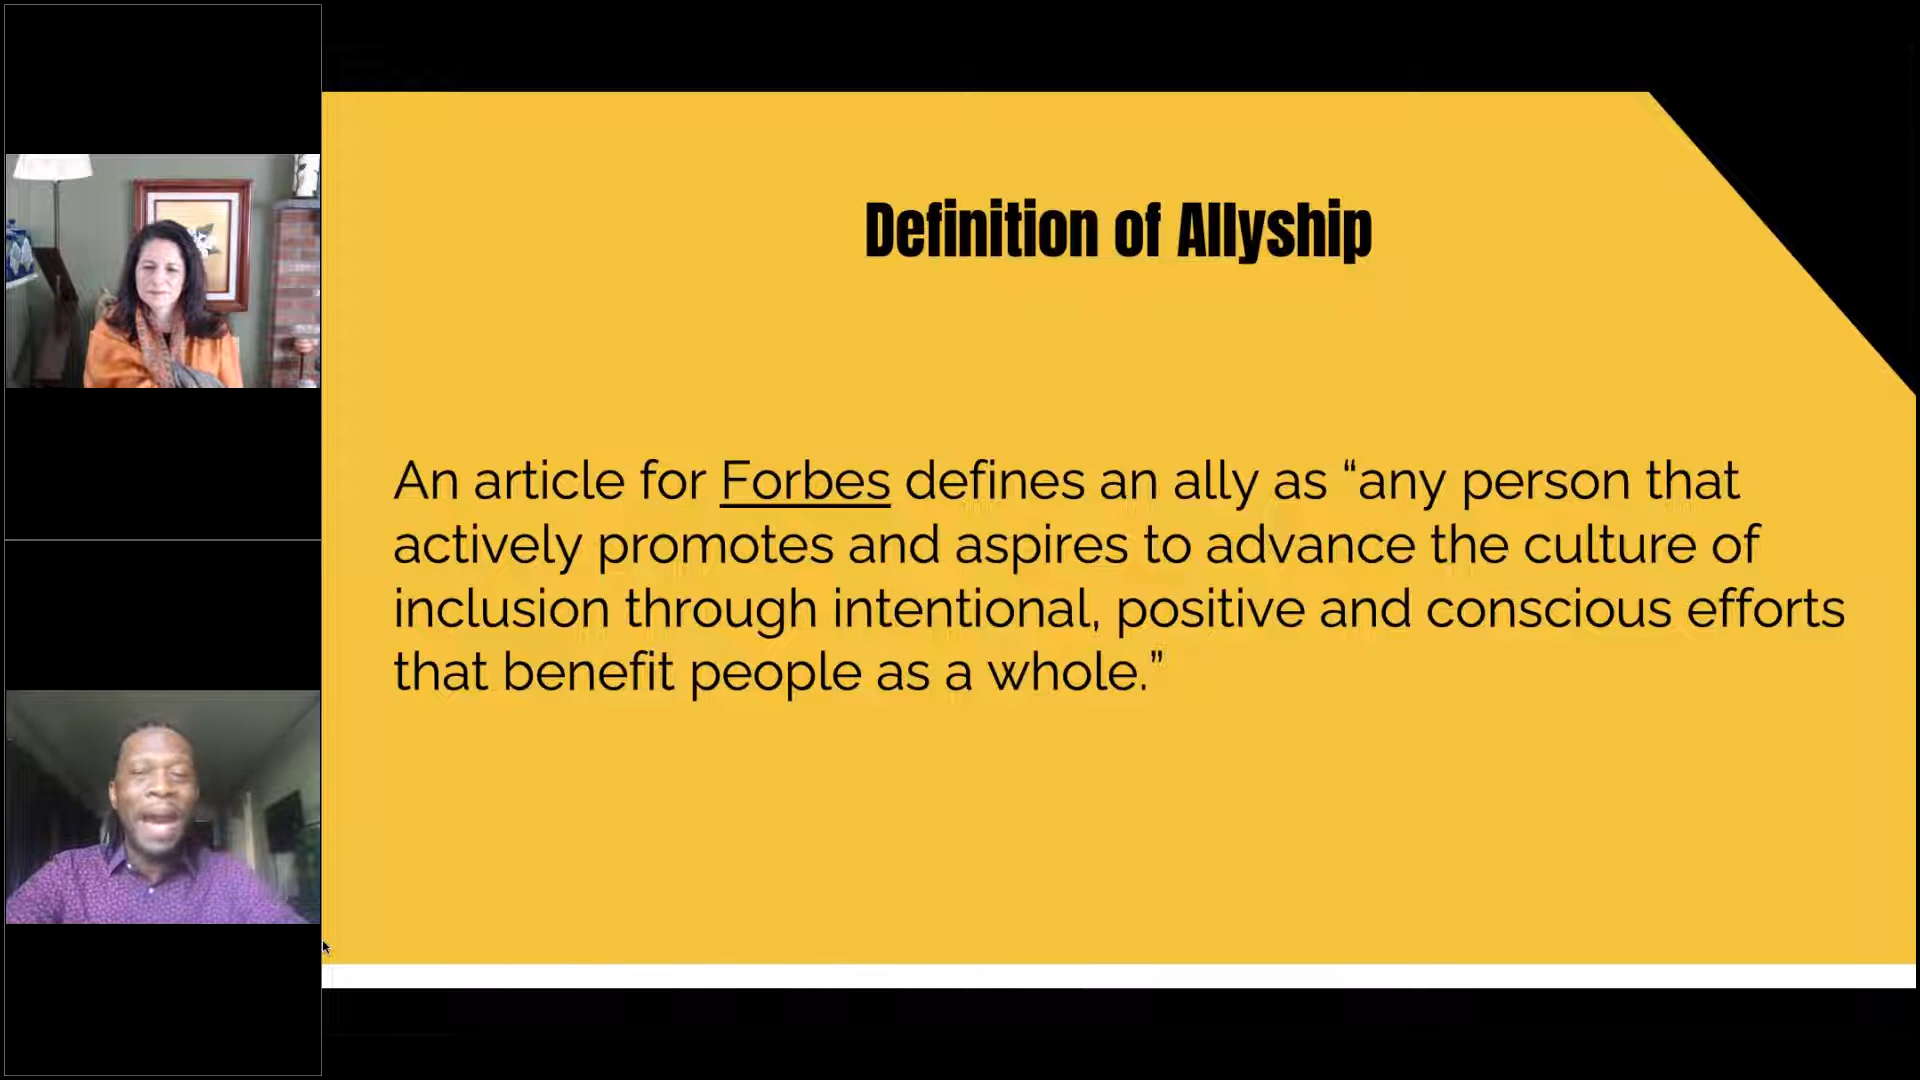 Definition of Allyship
An article for Forbes defines an ally as “any person that
actively promotes and aspires to advance the culture of
inclusion through intentional, positive and conscious efforts
that benefit people as a whole.”